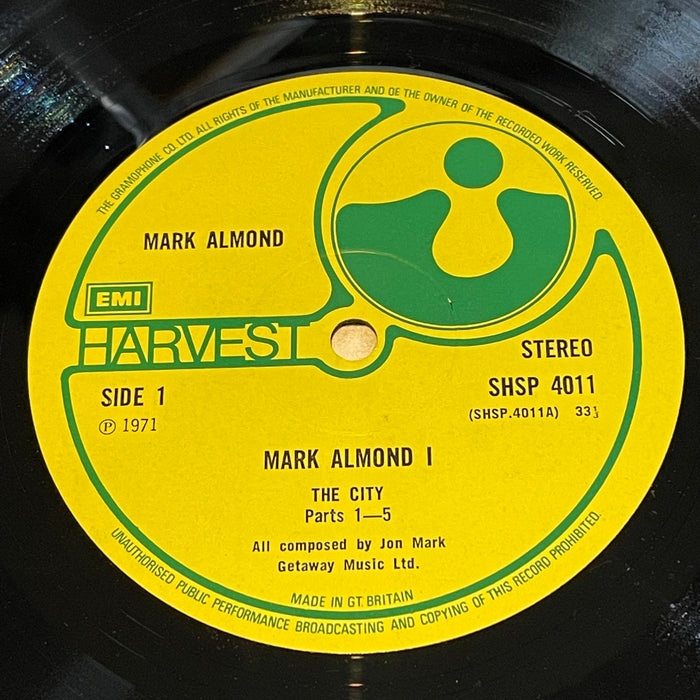 THE GRAMOPHONE CO. LTD. ALL RIGHTS OF THE MANUFACTURER AND OF THE OWNER OF THE RECORDED WORK RESERVED.
MARK ALMOND
EMI
HARVEST
STEREO
SIDE 1
SHSP 4011
℗ 1971
(SHSP.4011A) 33⅓
MARK ALMOND I
THE CITY
Parts 1—5
All composed by Jon Mark
Getaway Music Ltd.
MADE IN GT. BRITAIN
UNAUTHORISED PUBLIC PERFORMANCE BROADCASTING AND COPYING OF THIS RECORD PROHIBITED.